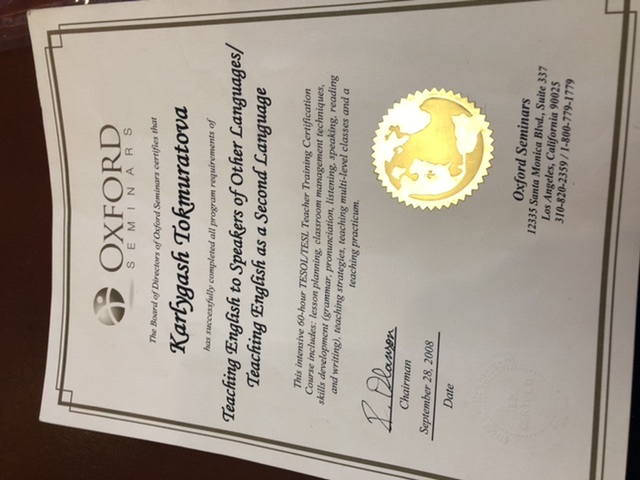 OXFORD
SEMINARS
The Board of Directors of Oxford Seminars certifies that
Karlygash Tokmuratova
has successfully completed all program requirements of
Teaching English to Speakers of Other Languages/
Teaching English as a Second Language
This intensive 60-hour TESOL/TESL Teacher Training Certification
Course includes: lesson planning, classroom management techniques,
skills development (grammar, pronunciation, listening, speaking, reading
and writing), teaching strategies, teaching multi-level classes and a
teaching practicum.
Chairman
September 28, 2008
Date
Oxford Seminars
12335 Santa Monica Blvd., Suite 337
Los Angeles, California 90025
310-820-2359 / 1-800-779-1779